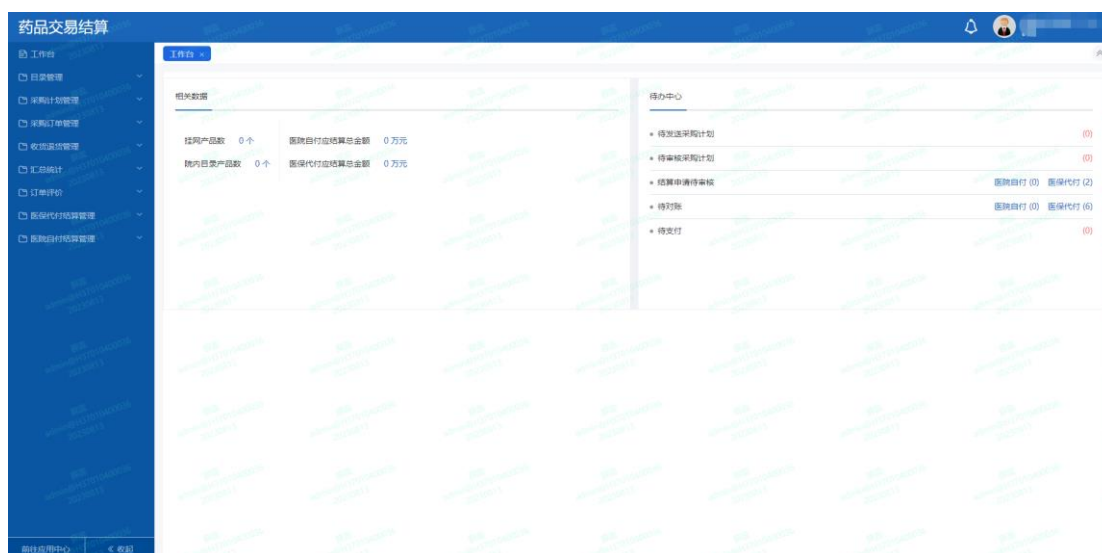 药品交易结算
工作台
目录管理
采购计划管理
采购订单管理
收货退货管理
汇总统计
订单评价
医保代付结算管理
医院自付结算管理
前往应用中心 《 收起
工作台 ×
相关数据
挂网产品数 0 个 医院自付应结算总金额 0 万元
院内目录产品数 0 个 医保代付应结算总金额 0 万元
待办中心
待发送采购计划 (0)
待审核采购计划 (0)
结算申请待审核 医院自付 (0) 医保代付 (2)
待对账 医院自付 (0) 医保代付 (6)
待支付 (0)